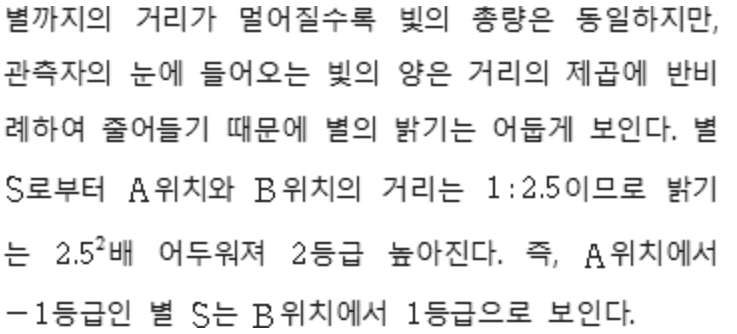 별까지의 거리가 멀어질수록 빛의 총량은 동일하지만,
관측자의 눈에 들어오는 빛의 양은 거리의 제곱에 반비
례하여 줄어들기 때문에 별의 밝기는 어둡게 보인다. 별
S로부터 A위치와 B위치의 거리는 1:2.5이므로 밝기
는 2.5²배 어두워져 2등급 높아진다. 즉, A위치에서
-1등급인 별 S는 B위치에서 1등급으로 보인다.